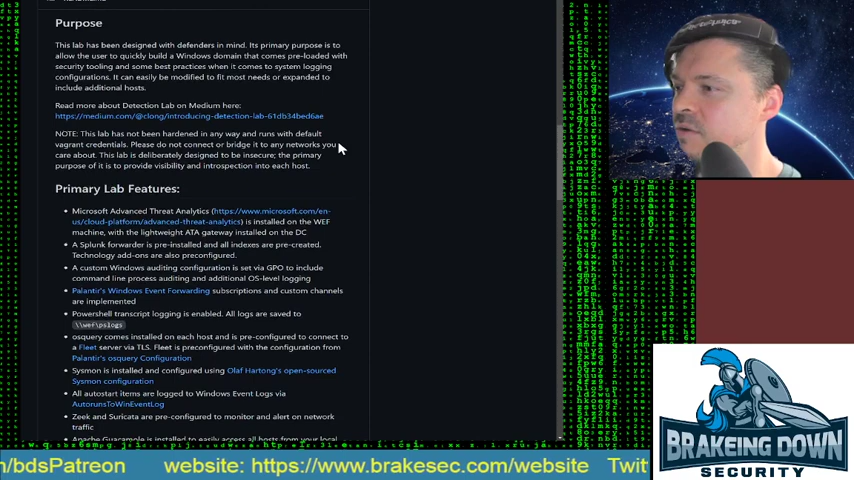 Purpose
This lab has been designed with defenders in mind. Its primary purpose is to
allow the user to quickly build a Windows domain that comes pre-loaded with
security tooling and some best practices when it comes to system logging
configurations. It can easily be modified to fit most needs or expanded to
include additional hosts.
Read more about Detection Lab on Medium here:
https://medium.com/@clong/introducing-detection-lab-61db34bed6ae
NOTE: This lab has not been hardened in any way and runs with default
vagrant credentials. Please do not connect or bridge it to any networks you
care about. This lab is deliberately designed to be insecure; the primary
purpose of it is to provide visibility and introspection into each host.
Primary Lab Features:
Microsoft Advanced Threat Analytics (https://www.microsoft.com/en-
us/cloud-platform/advanced-threat-analytics) is installed on the WEF
machine, with the lightweight ATA gateway installed on the DC
A Splunk forwarder is pre-installed and all indexes are pre-created.
Technology add-ons are also preconfigured.
A custom Windows auditing configuration is set via GPO to include
command line process auditing and additional OS-level logging
Palantir's Windows Event Forwarding subscriptions and custom channels
are implemented
Powershell transcript logging is enabled. All logs are saved to
\\wef\pslogs
osquery comes installed on each host and is pre-configured to connect to
a Fleet server via TLS. Fleet is preconfigured with the configuration from
Palantir's osquery Configuration
Sysmon is installed and configured using Olaf Hartong's open-sourced
Sysmon configuration
All autostart items are logged to Windows Event Logs via
AutorunsToWinEventLog
Zeek and Suricata are pre-configured to monitor and alert on network
traffic
Apache Guacamole is installed to easily access all hosts from your local
BRAKEING DOWN
SECURITY
n/bdsPatreon website: https://www.brakesec.com/website Twit